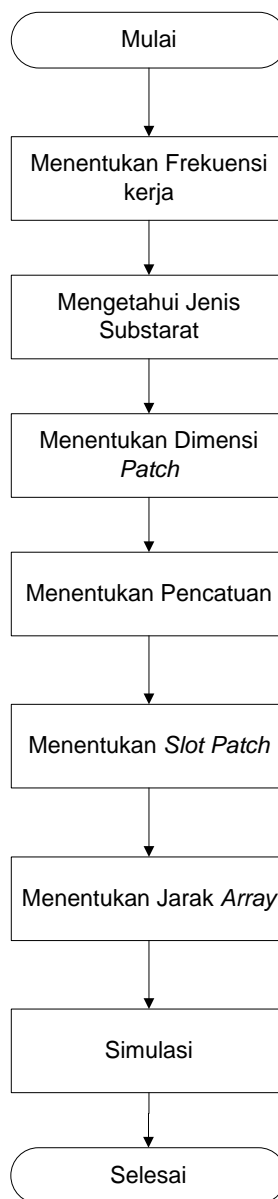 Mulai
Menentukan Frekuensi
kerja
Mengetahui Jenis
Substarat
Menentukan Dimensi
Patch
Menentukan Pencatuan
Menentukan Slot Patch
Menentukan Jarak Array
Simulasi
Selesai